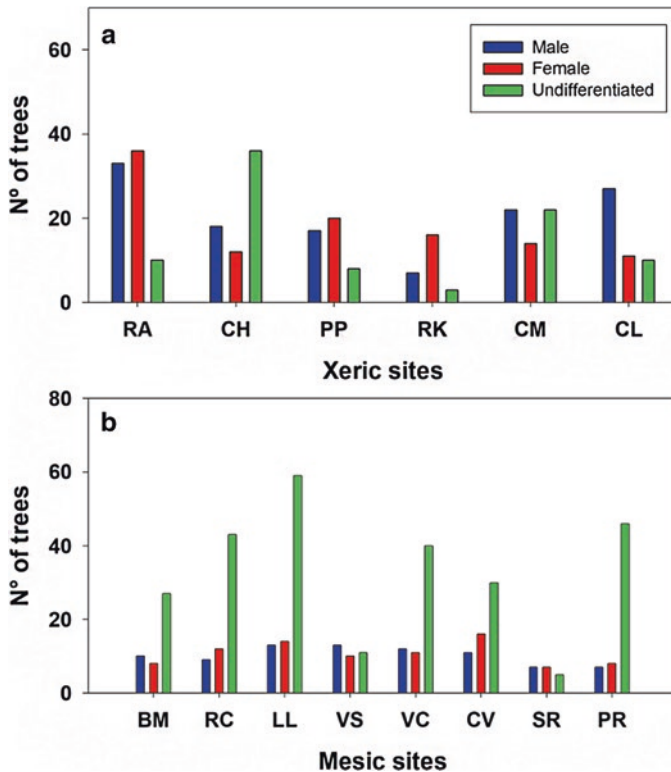 a
Male
Female
Undifferentiated
60
40
20
0
Nº of trees
RA CH PP RK CM CL
Xeric sites
b
80
60
40
20
0
N° of trees
BM RC LL VS VC CV SR PR
Mesic sites